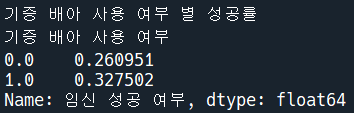 기증 배아 사용 여부 별 성공률
기증 배아 사용 여부
0.0    0.260951
1.0    0.327502
Name: 임신 성공 여부, dtype: float64